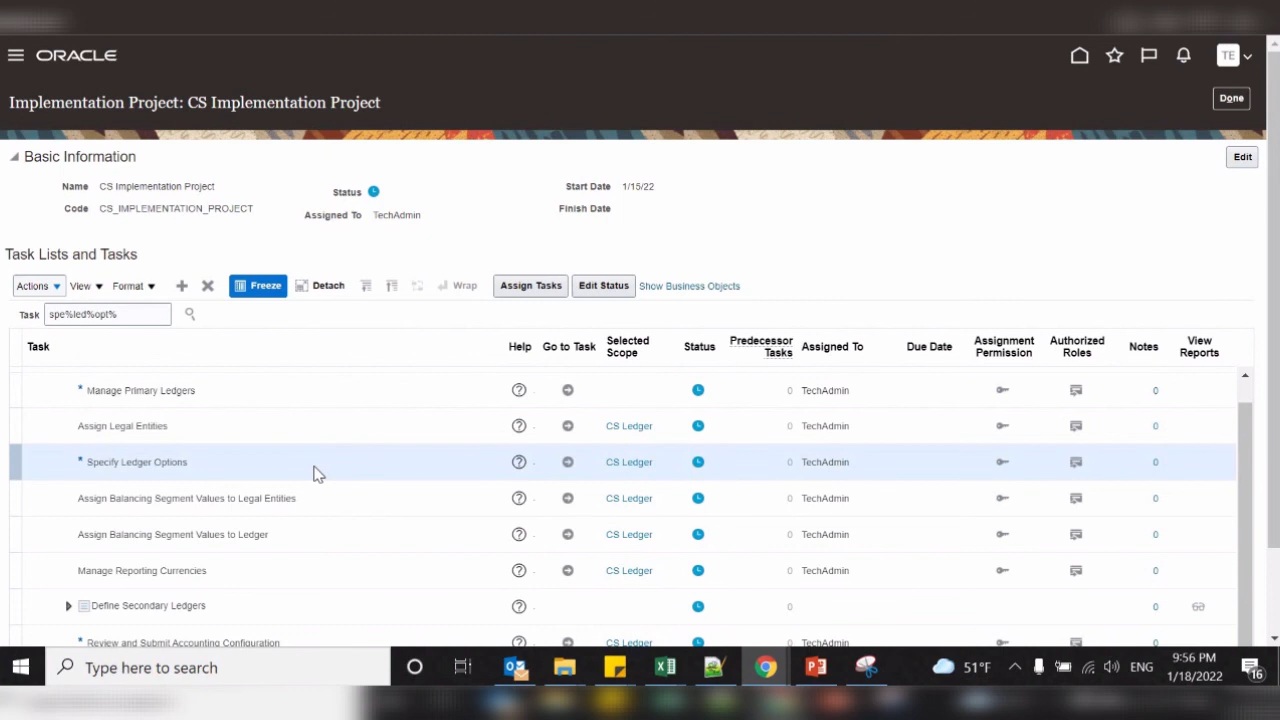 ORACLE
TE
Implementation Project: CS Implementation Project
Done
Basic Information
Edit
Name CS Implementation Project
Status
Start Date 1/15/22
Code CS_IMPLEMENTATION_PROJECT
Assigned To TechAdmin
Finish Date
Task Lists and Tasks
Actions View Format Freeze Detach Wrap Assign Tasks Edit Status Show Business Objects
Task spe%led%opt%
Task Help Go to Task Selected Scope Status Predecessor Tasks Assigned To Due Date Assignment Permission Authorized Roles Notes View Reports
* Manage Primary Ledgers 0 TechAdmin 0
Assign Legal Entities CS Ledger 0 TechAdmin 0
* Specify Ledger Options CS Ledger 0 TechAdmin 0
Assign Balancing Segment Values to Legal Entities CS Ledger 0 TechAdmin 0
Assign Balancing Segment Values to Ledger CS Ledger 0 TechAdmin 0
Manage Reporting Currencies CS Ledger 0 TechAdmin 0
Define Secondary Ledgers 0 0
* Review and Submit Accounting Configuration CS Ledger 0 TechAdmin 0
Type here to search
51°F
ENG
9:56 PM
1/18/2022
16